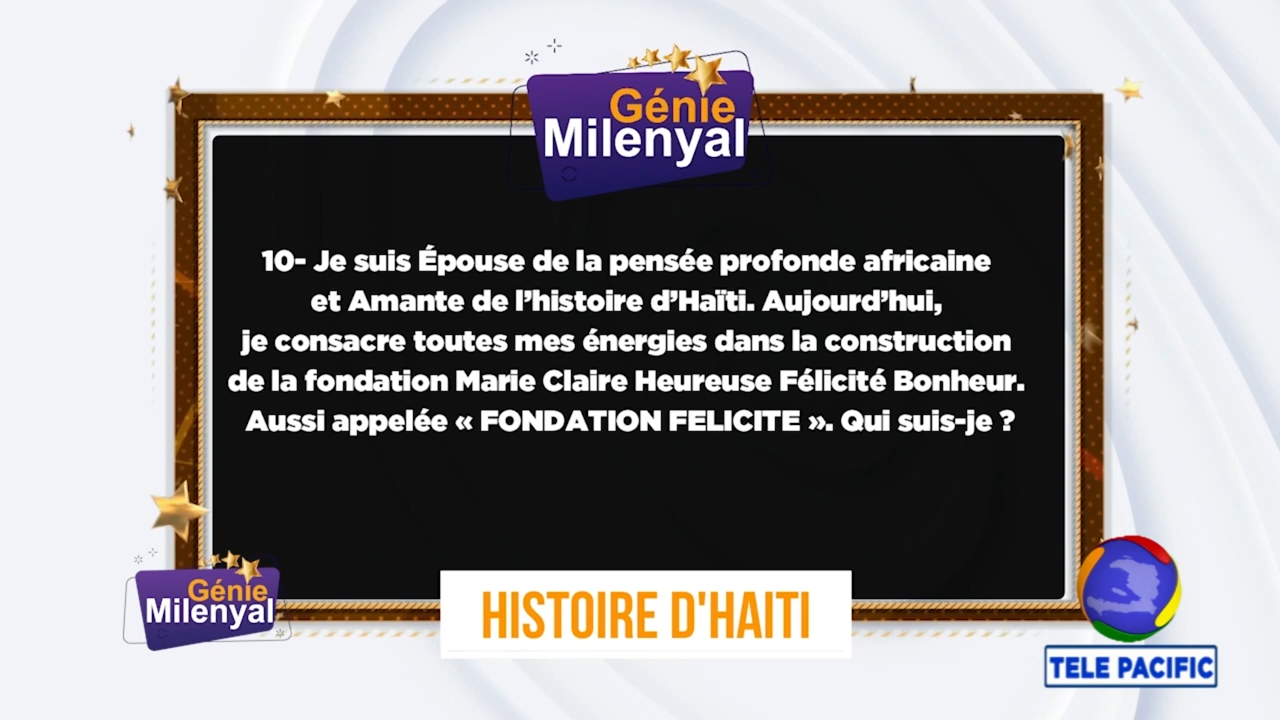 Génie
Milenyal
10- Je suis Épouse de la pensée profonde africaine
et Amante de l’histoire d’Haïti. Aujourd’hui,
je consacre toutes mes énergies dans la construction
de la fondation Marie Claire Heureuse Félicité Bonheur.
Aussi appelée « FONDATION FELICITE ». Qui suis-je ?
Génie
Milenyal
HISTOIRE D'HAITI
TELE PACIFIC